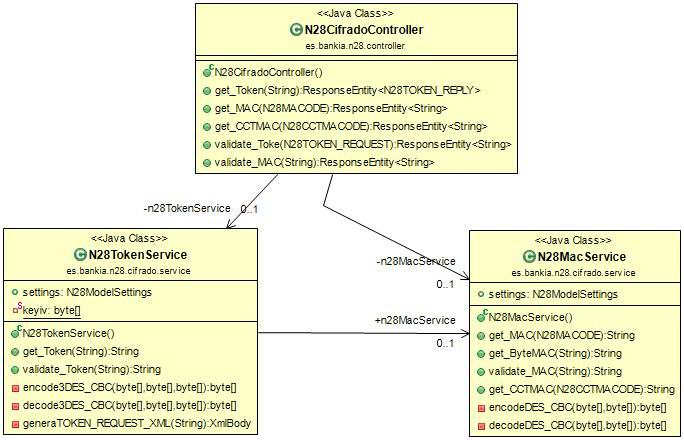 <<Java Class>>
N28CifradoController
es.bankia.n28.controller
N28CifradoController()
get_Token(String):ResponseEntity<N28TOKEN_REPLY>
get_MAC(N28MACODE):ResponseEntity<String>
get_CCTMAC(N28CCTMACODE):ResponseEntity<String>
validate_Toke(N28TOKEN_REQUEST):ResponseEntity<String>
validate_MAC(String):ResponseEntity<String>
-n28TokenService
0..1
-n28MacService
0..1
+n28MacService
0..1
<<Java Class>>
N28TokenService
es.bankia.n28.cifrado.service
settings: N28ModelSettings
keyiv: byte[]
N28TokenService()
get_Token(String):String
validate_Token(String):String
encode3DES_CBC(byte[],byte[],byte[]):byte[]
decode3DES_CBC(byte[],byte[],byte[]):byte[]
generaTOKEN_REQUEST_XML(String):XmlBody
<<Java Class>>
N28MacService
es.bankia.n28.cifrado.service
settings: N28ModelSettings
N28MacService()
get_MAC(N28MACODE):String
get_ByteMAC(String):String
validate_MAC(String):String
get_CCTMAC(N28CCTMACODE):String
encodeDES_CBC(byte[],byte[]):byte[]
decodeDES_CBC(byte[],byte[]):byte[]